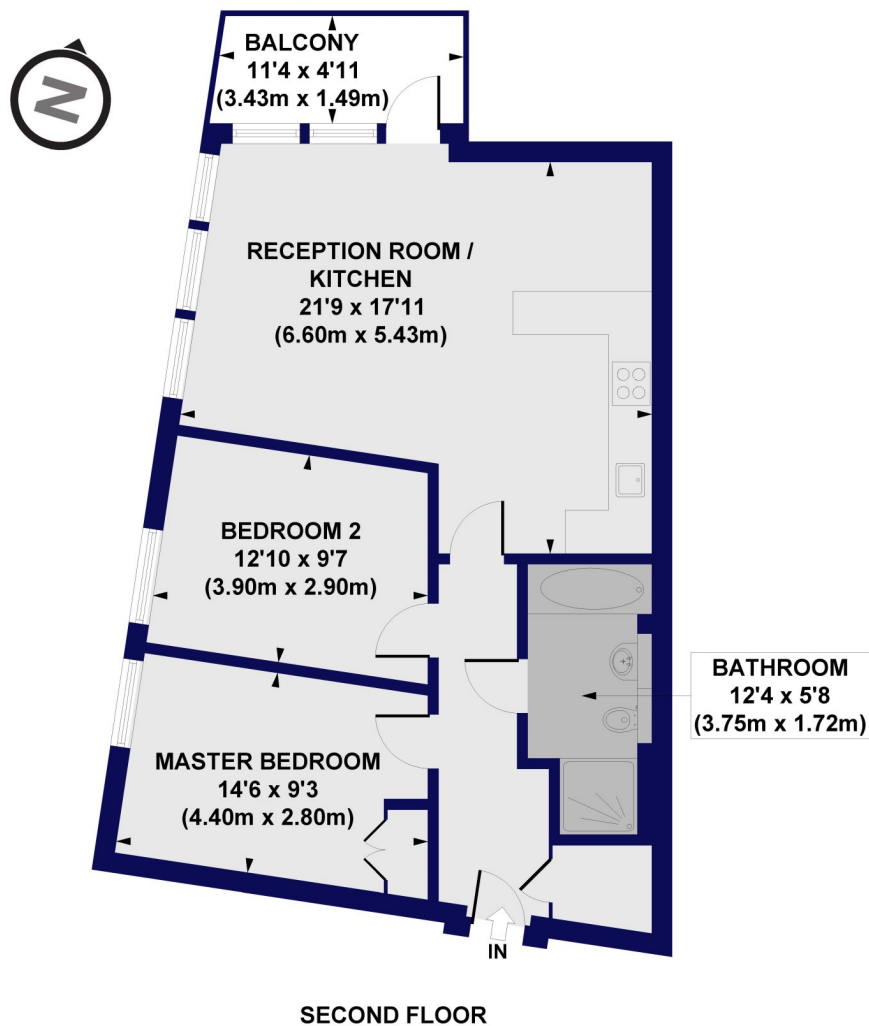 BALCONY
11'4 x 4'11
(3.43m x 1.49m)
N
RECEPTION ROOM /
KITCHEN
21'9 x 17'11
(6.60m x 5.43m)
BEDROOM 2
12'10 x 9'7
(3.90m x 2.90m)
BATHROOM
12'4 x 5'8
(3.75m x 1.72m)
MASTER BEDROOM
14'6 x 9'3
(4.40m x 2.80m)
IN
SECOND FLOOR